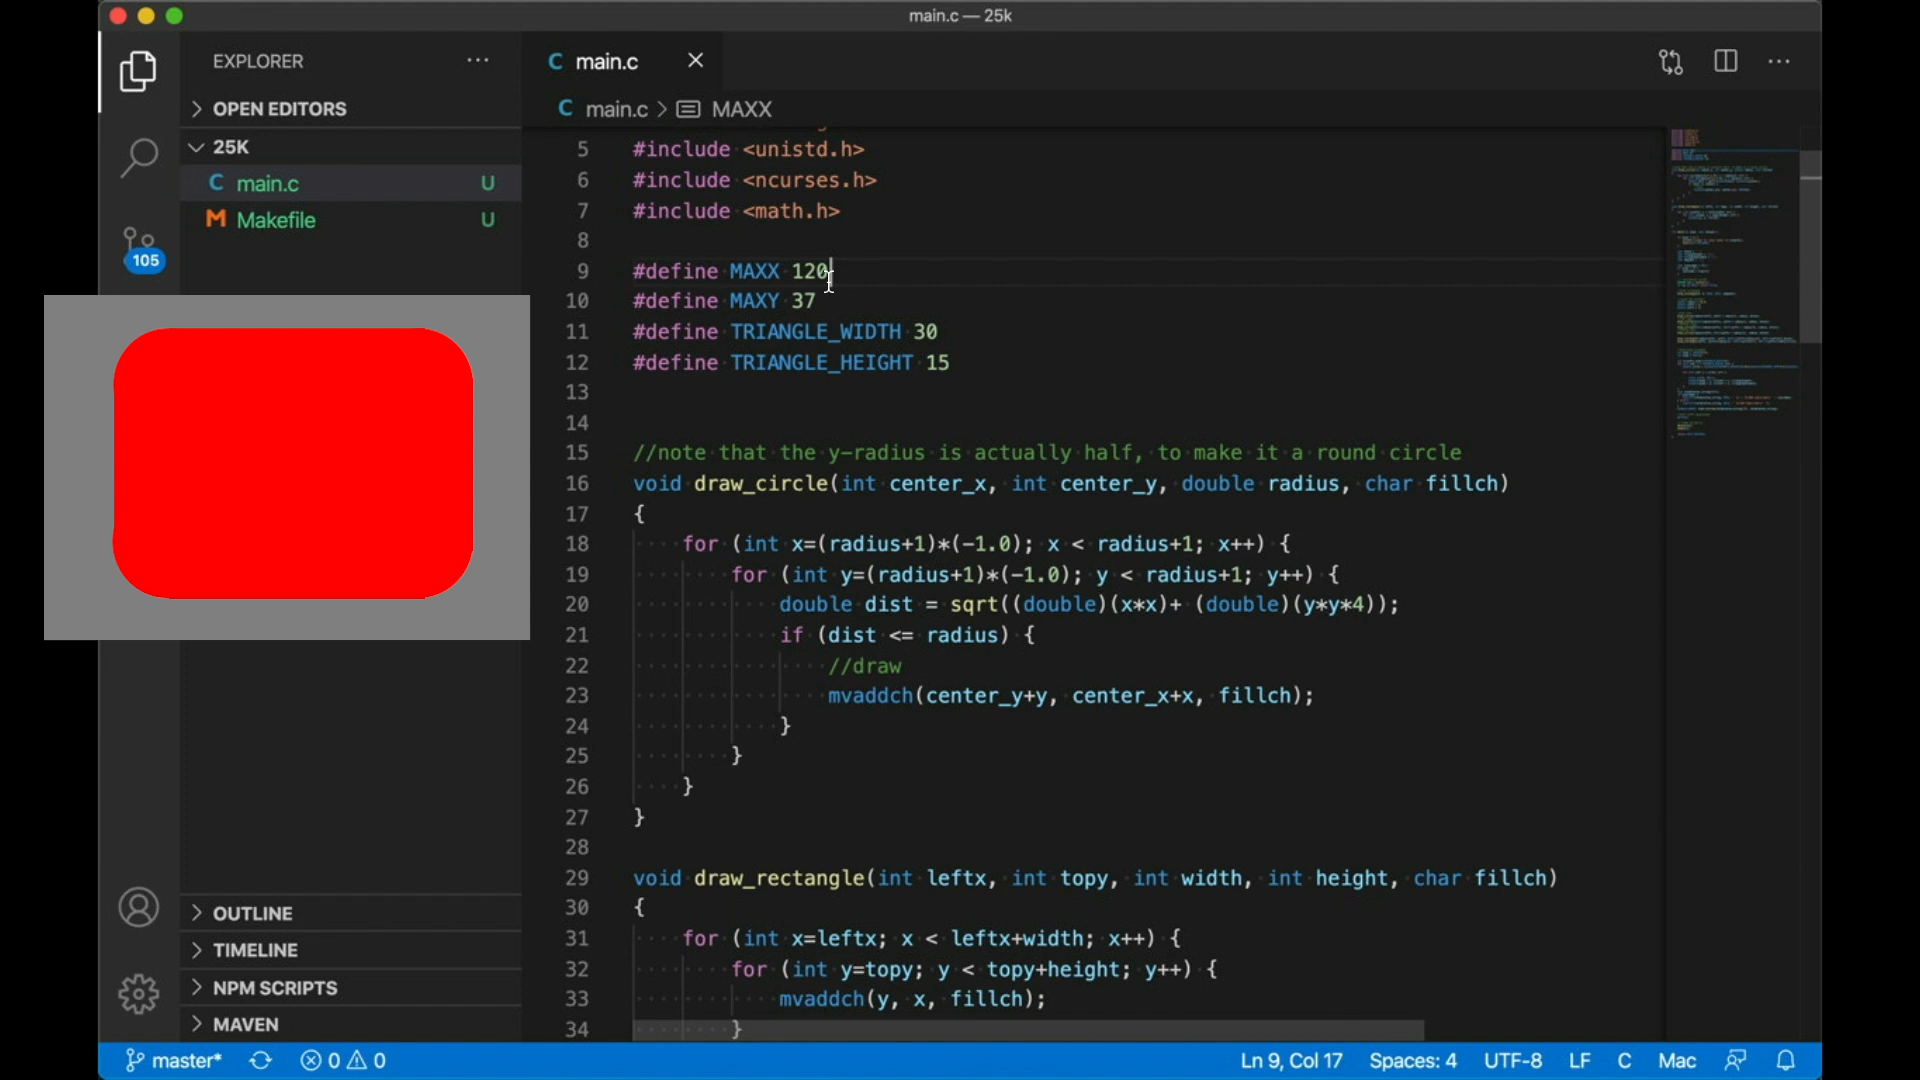 main.c — 25k
EXPLORER
OPEN EDITORS
25K
main.c U
Makefile U
105
OUTLINE
TIMELINE
NPM SCRIPTS
MAVEN
main.c
main.c > MAXX
5 #include <unistd.h>
6 #include <ncurses.h>
7 #include <math.h>
8
9 #define MAXX 120
10 #define MAXY 37
11 #define TRIANGLE_WIDTH 30
12 #define TRIANGLE_HEIGHT 15
13
14
15 //note that the y-radius is actually half, to make it a round circle
16 void draw_circle(int center_x, int center_y, double radius, char fillch)
17 {
18 for (int x=(radius+1)*(-1.0); x < radius+1; x++) {
19 for (int y=(radius+1)*(-1.0); y < radius+1; y++) {
20 double dist = sqrt((double)(x*x)+ (double)(y*y*4));
21 if (dist <= radius) {
22 //draw
23 mvaddch(center_y+y, center_x+x, fillch);
24 }
25 }
26 }
27 }
28
29 void draw_rectangle(int leftx, int topy, int width, int height, char fillch)
30 {
31 for (int x=leftx; x < leftx+width; x++) {
32 for (int y=topy; y < topy+height; y++) {
33 mvaddch(y, x, fillch);
34 }
master* 0 0 Ln 9, Col 17 Spaces: 4 UTF-8 LF C Mac